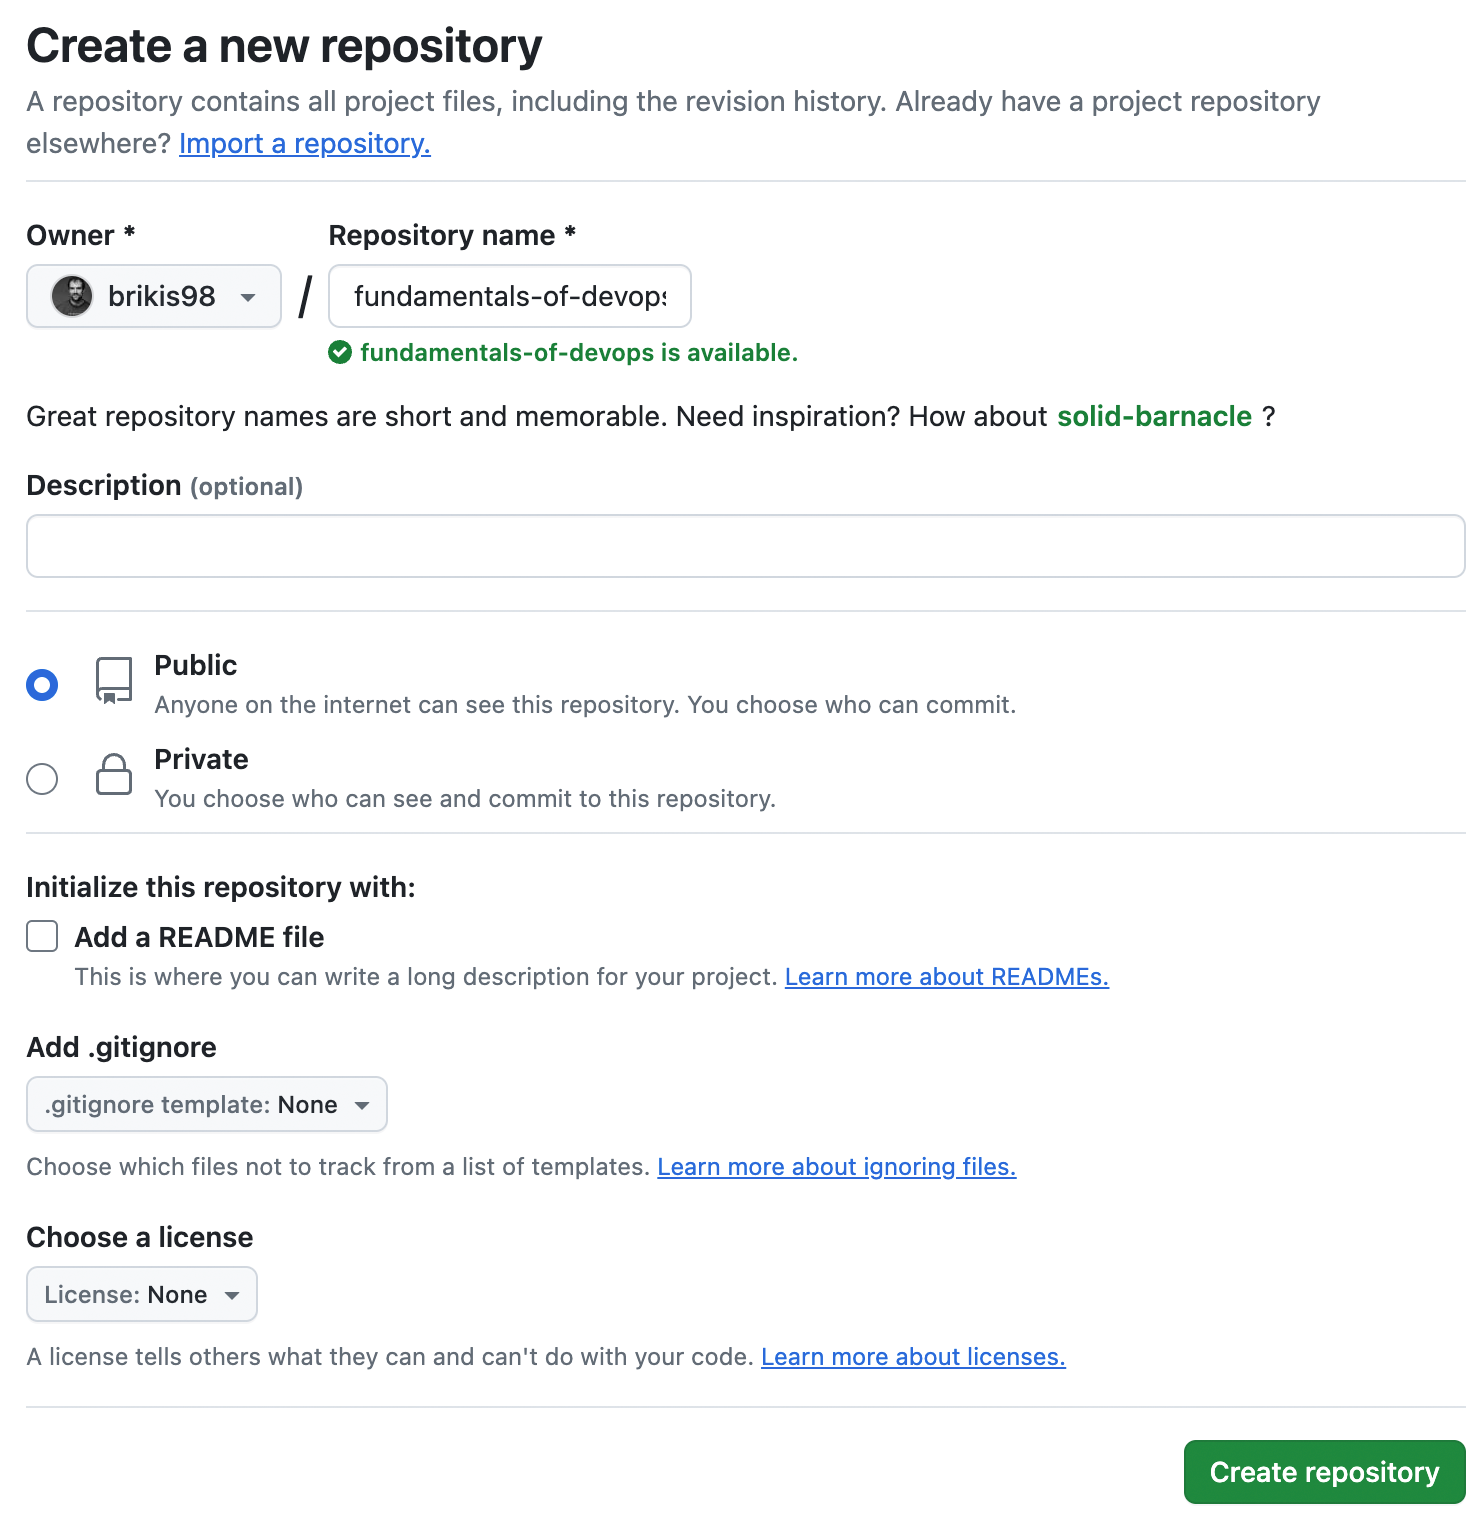 Create a new repository
A repository contains all project files, including the revision history. Already have a project repository
elsewhere? Import a repository.
Owner *
Repository name *
brikis98
/
fundamentals-of-devops
fundamentals-of-devops is available.
Great repository names are short and memorable. Need inspiration? How about solid-barnacle ?
Description (optional)
Public
Anyone on the internet can see this repository. You choose who can commit.
Private
You choose who can see and commit to this repository.
Initialize this repository with:
Add a README file
This is where you can write a long description for your project. Learn more about READMEs.
Add .gitignore
.gitignore template: None
Choose which files not to track from a list of templates. Learn more about ignoring files.
Choose a license
License: None
A license tells others what they can and can't do with your code. Learn more about licenses.
Create repository